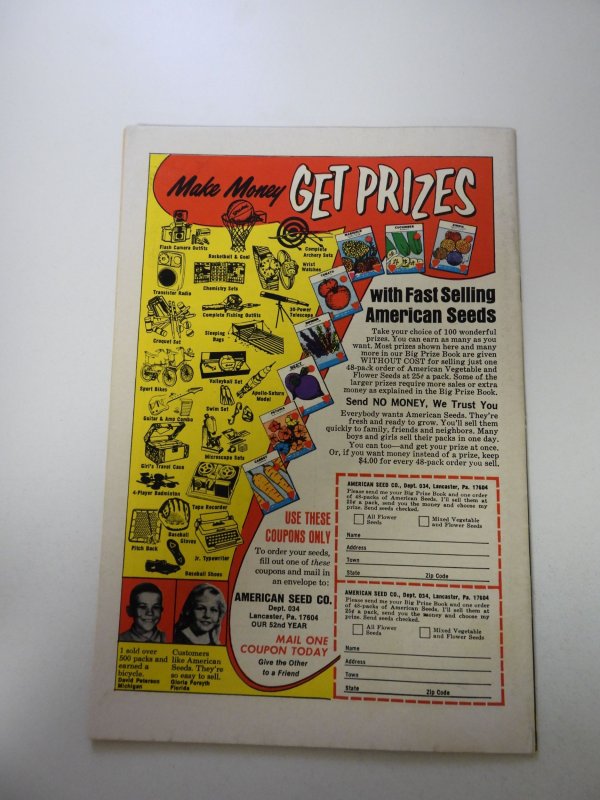 Make Money GET PRIZES
Flash Camera Outfits
Basketball & Goal
Complete
Archery Sets
Wrist
Watches
Transistor Radio
Chemistry Sets
Complete Fishing Outfits
30-Power
Telescope
Croquet Set
Sleeping
Bags
Volleyball Set
Sport Bikes
Apollo-Saturn
Model
Swim Set
Guitar & Amp Combo
Microscope Sets
Girl's Travel Case
4-Player Badminton
Tape Recorder
Baseball
Gloves
Pitch Back
Jr. Typewriter
Baseball Shoes
CUCUMBER
TOMATO
PETUNIA
with Fast Selling
American Seeds
Take your choice of 100 wonderful
prizes. You can earn as many as you
want. Most prizes shown here and many
more in our Big Prize Book are given
WITHOUT COST for selling just one
48-pack order of American Vegetable and
Flower Seeds at 25¢ a pack. Some of the
larger prizes require more sales or extra
money as explained in the Big Prize Book.
Send NO MONEY, We Trust You
Everybody wants American Seeds. They're
fresh and ready to grow. You'll sell them
quickly to family, friends and neighbors. Many
boys and girls sell their packs in one day.
You can too—and get your prize at once.
Or, if you want money instead of a prize, keep
$4.00 for every 48-pack order you sell.
USE THESE
COUPONS ONLY
To order your seeds,
fill out one of these
coupons and mail in
an envelope to:
AMERICAN SEED CO.
Dept. 034
Lancaster, Pa. 17604
OUR 52nd YEAR
MAIL ONE
COUPON TODAY
Give the Other
to a Friend
AMERICAN SEED CO., Dept. 034, Lancaster, Pa. 17604
Please send me your Big Prize Book and one order
of 48-packs of American Seeds. I'll sell them at
25¢ a pack, send you the money and choose my
prize. Send seeds checked.
All Flower
Seeds
Mixed Vegetable
and Flower Seeds
Name
Address
Town
State Zip Code
AMERICAN SEED CO., Dept. 034, Lancaster, Pa. 17604
Please send me your Big Prize Book and one order
of 48-packs of American Seeds. I'll sell them at
25¢ a pack, send you the money and choose my
prize. Send seeds checked.
All Flower
Seeds
Mixed Vegetable
and Flower Seeds
Name
Address
Town
State Zip Code
I sold over
500 packs and
earned a
bicycle.
David Peterson
Michigan
Customers
like American
Seeds. They're
so easy to sell.
Gloria Forsyth
Florida